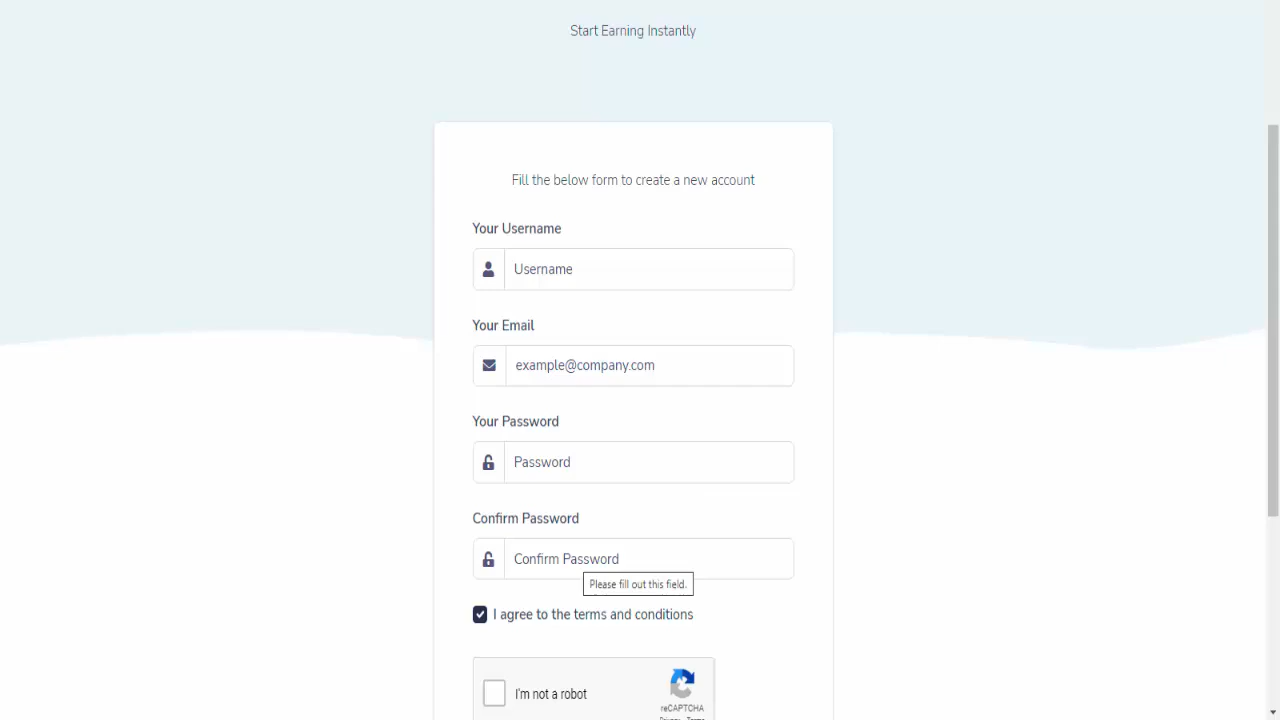 Start Earning Instantly
Fill the below form to create a new account
Your Username
Username
Your Email
example@company.com
Your Password
Password
Confirm Password
Confirm Password
Please fill out this field.
I agree to the terms and conditions
I'm not a robot
reCAPTCHA
Privacy - Terms